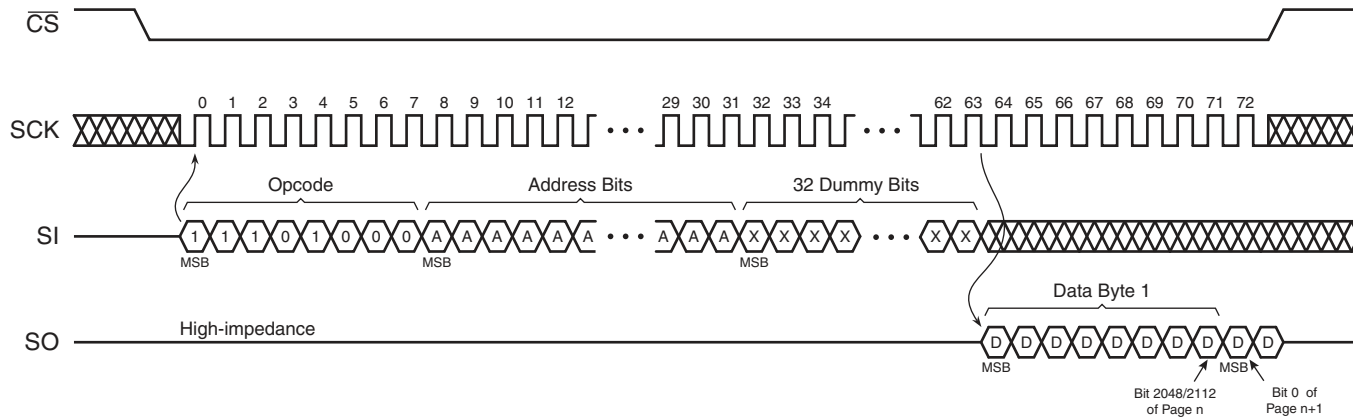 CS
0 1 2 3 4 5 6 7 8 9 10 11 12 29 30 31 32 33 34 62 63 64 65 66 67 68 69 70 71 72
SCK
Opcode Address Bits 32 Dummy Bits
SI 1 1 1 0 1 0 0 0 A A A A A A A A A X X X X X X
MSB MSB MSB
Data Byte 1
High-impedance
SO D D D D D D D D D D
MSB MSB
Bit 2048/2112
of Page n
Bit 0 of
Page n+1